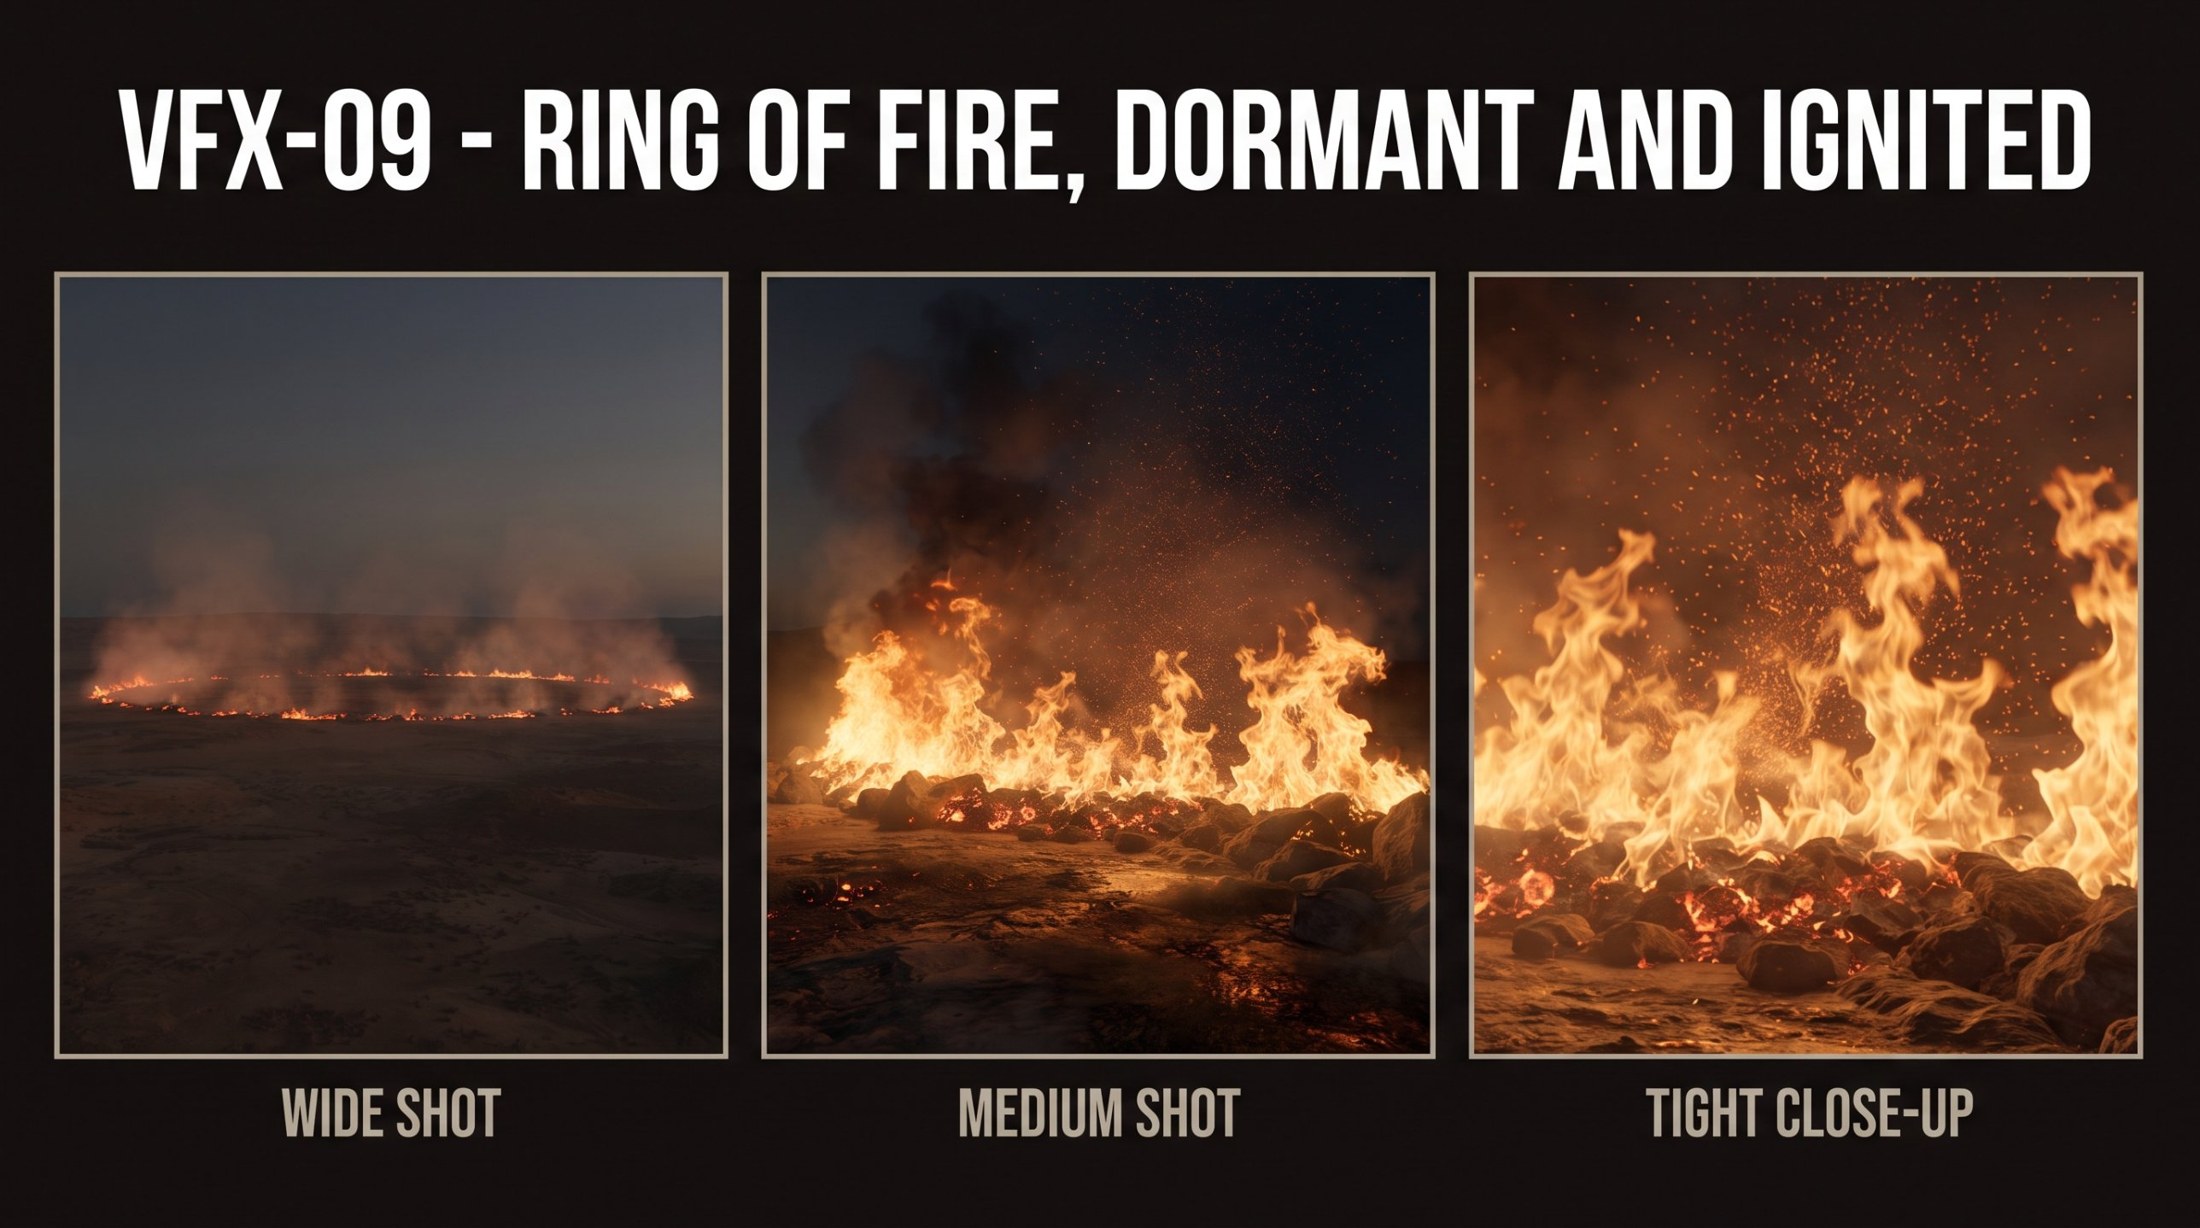 VFX-09 - RING OF FIRE, DORMANT AND IGNITED
WIDE SHOT
MEDIUM SHOT
TIGHT CLOSE-UP